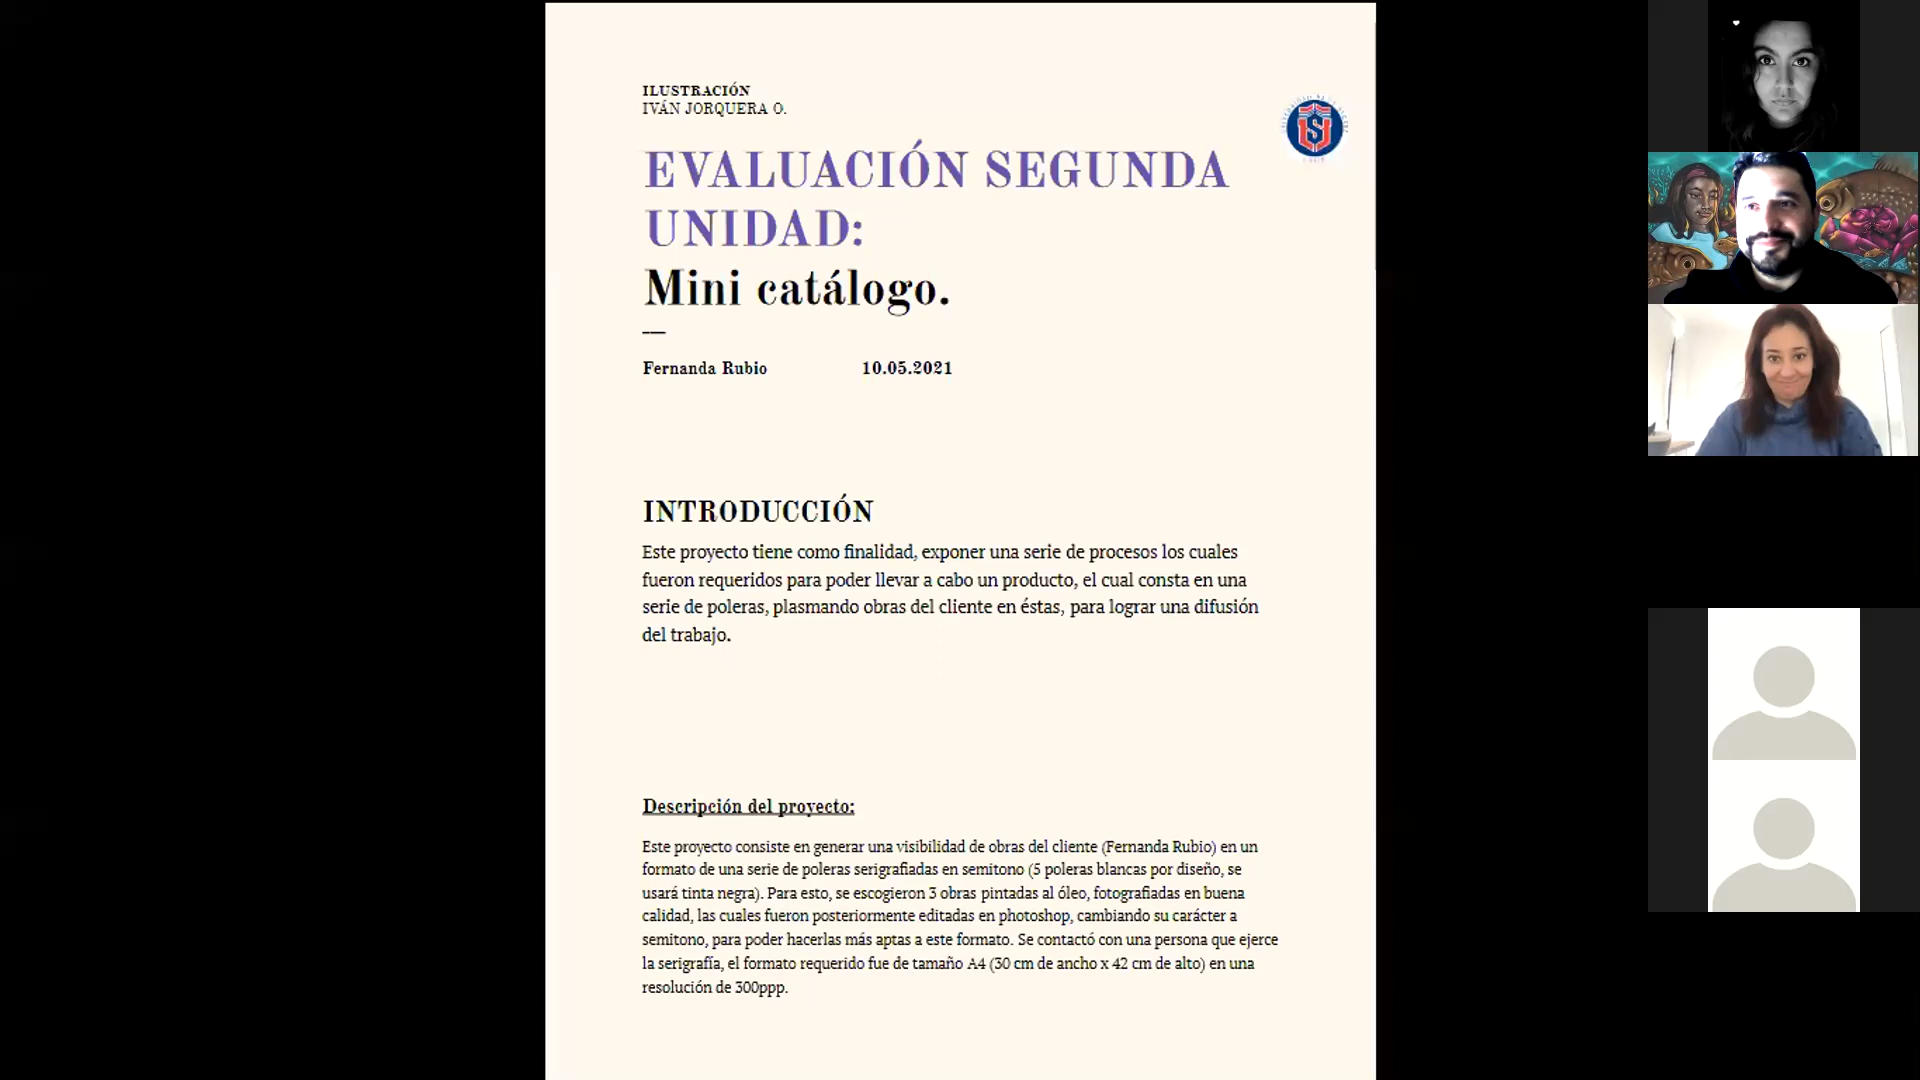 ILUSTRACIÓN
IVÁN JORQUERA O.
EVALUACIÓN SEGUNDA
UNIDAD:
Mini catálogo.
Fernanda Rubio 10.05.2021
INTRODUCCIÓN
Este proyecto tiene como finalidad, exponer una serie de procesos los cuales
fueron requeridos para poder llevar a cabo un producto, el cual consta en una
serie de poleras, plasmando obras del cliente en éstas, para lograr una difusión
del trabajo.
Descripción del proyecto:
Este proyecto consiste en generar una visibilidad de obras del cliente (Fernanda Rubio) en un
formato de una serie de poleras serigrafiadas en semitono (5 poleras blancas por diseño, se
usará tinta negra). Para esto, se escogieron 3 obras pintadas al óleo, fotografiadas en buena
calidad, las cuales fueron posteriormente editadas en photoshop, cambiando su carácter a
semitono, para poder hacerlas más aptas a este formato. Se contactó con una persona que ejerce
la serigrafía, el formato requerido fue de tamaño A4 (30 cm de ancho x 42 cm de alto) en una
resolución de 300ppp.